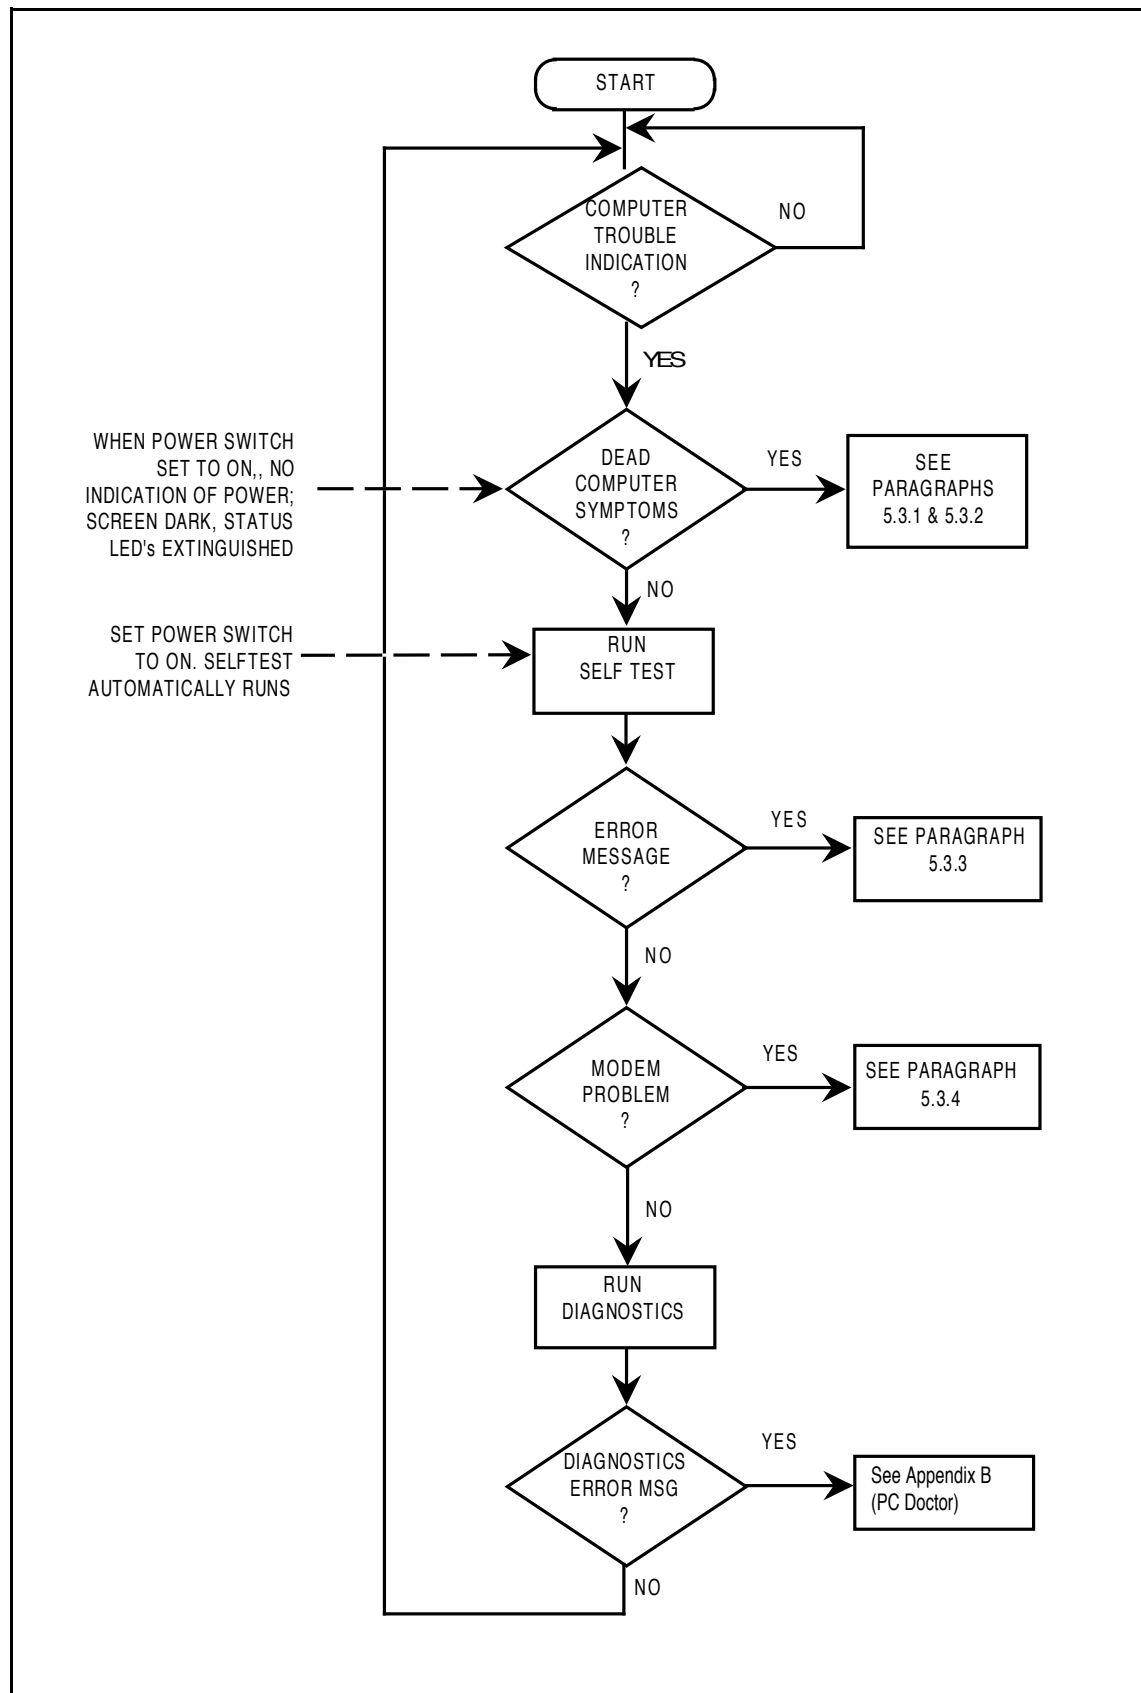 START
COMPUTER
TROUBLE
INDICATION
?
NO
YES
WHEN POWER SWITCH
SET TO ON,, NO
INDICATION OF POWER;
SCREEN DARK, STATUS
LED's EXTINGUISHED
DEAD
COMPUTER
SYMPTOMS
?
YES
SEE
PARAGRAPHS
5.3.1 & 5.3.2
NO
SET POWER SWITCH
TO ON. SELFTEST
AUTOMATICALLY RUNS
RUN
SELF TEST
ERROR
MESSAGE
?
YES
SEE PARAGRAPH
5.3.3
NO
MODEM
PROBLEM
?
YES
SEE PARAGRAPH
5.3.4
NO
RUN
DIAGNOSTICS
DIAGNOSTICS
ERROR MSG
?
YES
See Appendix B
(PC Doctor)
NO